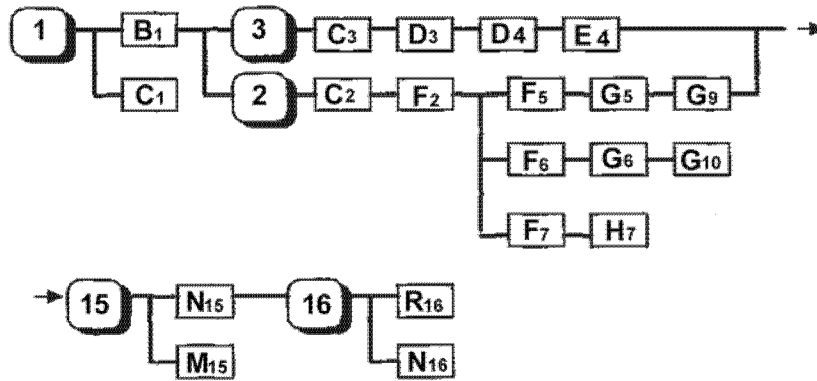 1 B1 3 C3 D3 D4 E4
C1 2 C2 F2 F5 G5 G9
F6 G6 G10
F7 H7
15 N15 16 R16
M15 N16